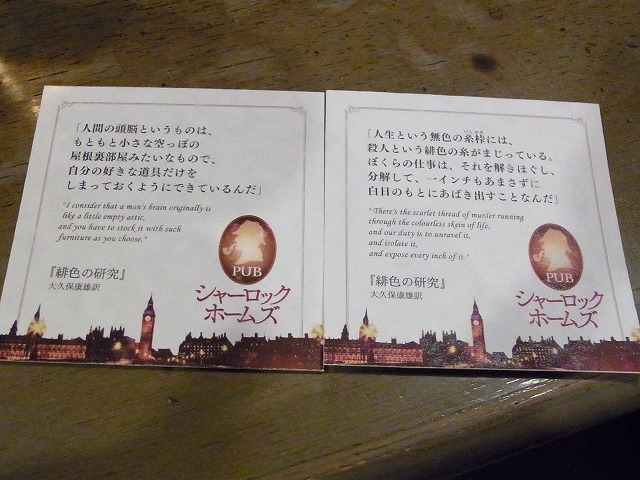 「人間の頭脳というものは、
もともと小さな空っぽの
屋根裏部屋みたいなもので、
自分の好きな道具だけを
しまっておくようにできているんだ」
"I consider that a man's brain originally is
like a little empty attic,
and you have to stock it with such
furniture as you choose."
『緋色の研究』
大久保康雄訳
PUB
シャーロック
ホームズ
「人生という無色の糸桛には、
殺人という緋色の糸がまじっている。
ぼくらの仕事は、それを解きほぐし、
分解して、一インチもあまさずに
白日のもとにあばき出すことなんだ」
"There's the scarlet thread of murder running
through the colourless skein of life,
and our duty is to unravel it,
and isolate it,
and expose every inch of it."
『緋色の研究』
大久保康雄訳
PUB
シャーロック
ホームズ